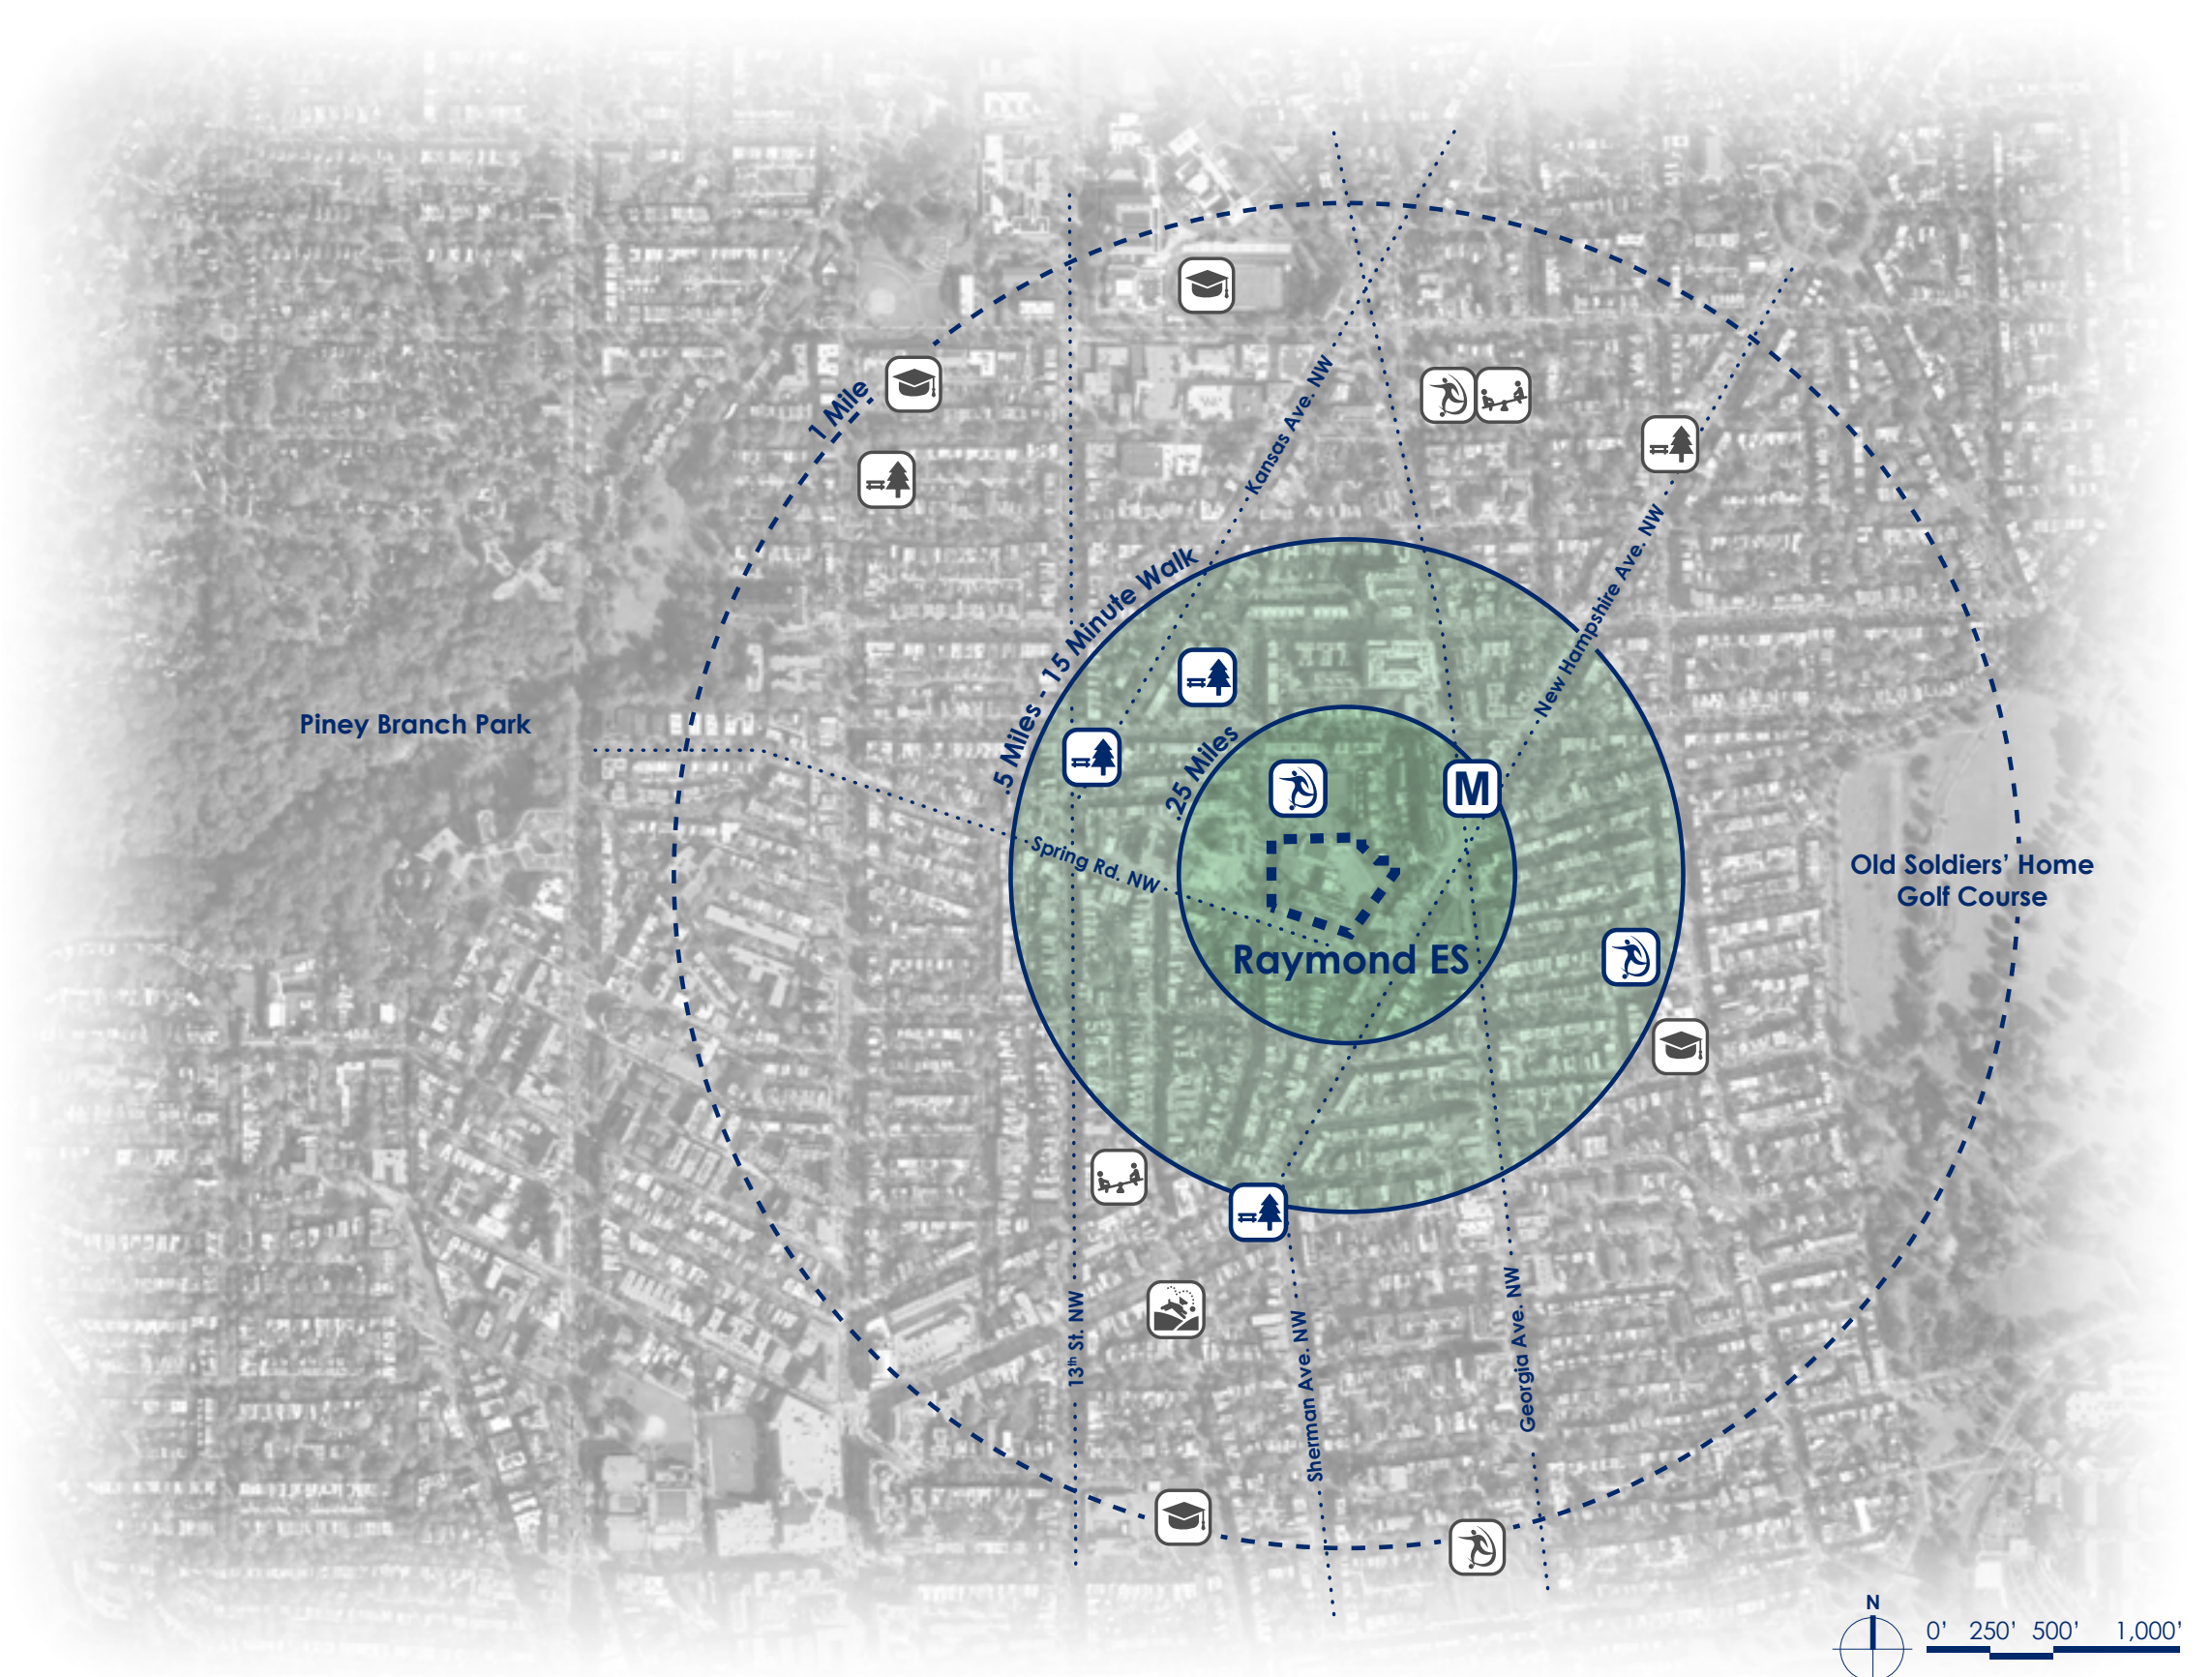 1 Mile
Kansas Ave. NW
New Hampshire Ave. NW
.5 Miles - 15 Minute Walk
.25 Miles
Piney Branch Park
M
Spring Rd. NW
Old Soldiers’ Home
Golf Course
Raymond ES
13th St. NW
Sherman Ave. NW
Georgia Ave. NW
N
0’ 250’ 500’ 1,000’